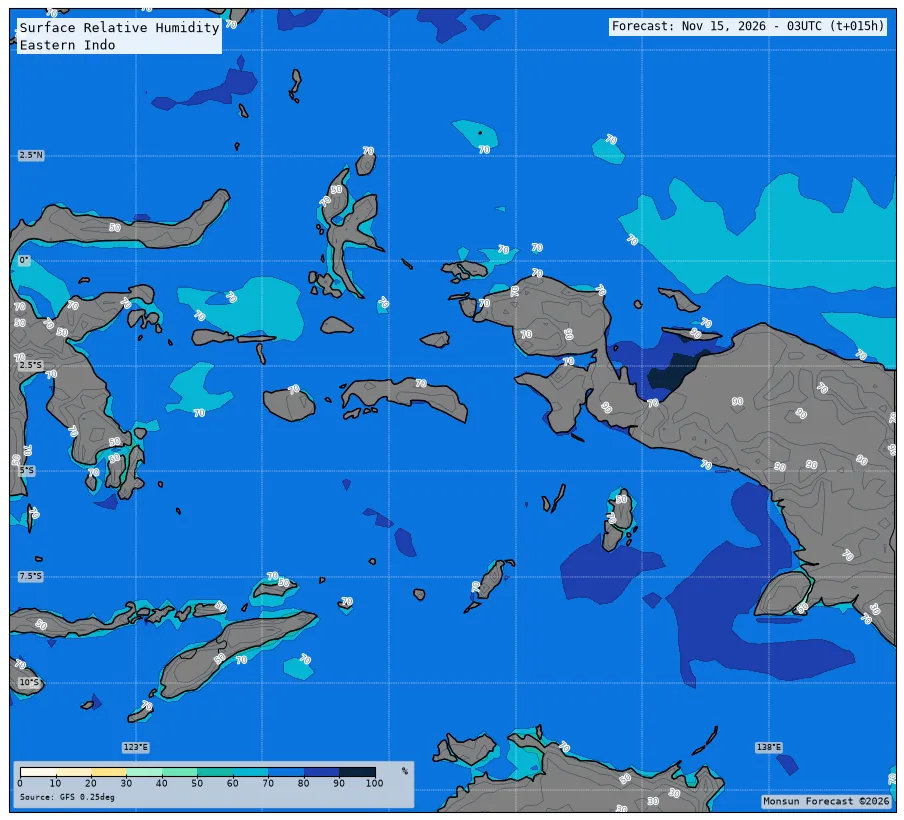 Surface Relative Humidity
Eastern Indo
Forecast: Nov 15, 2026 - 03UTC (t+015h)
2.5°N
0°
2.5°S
5°S
7.5°S
10°S
123°E
138°E
0 10 20 30 40 50 60 70 80 90 100 %
Source: GFS 0.25deg
Monsun Forecast ©2026